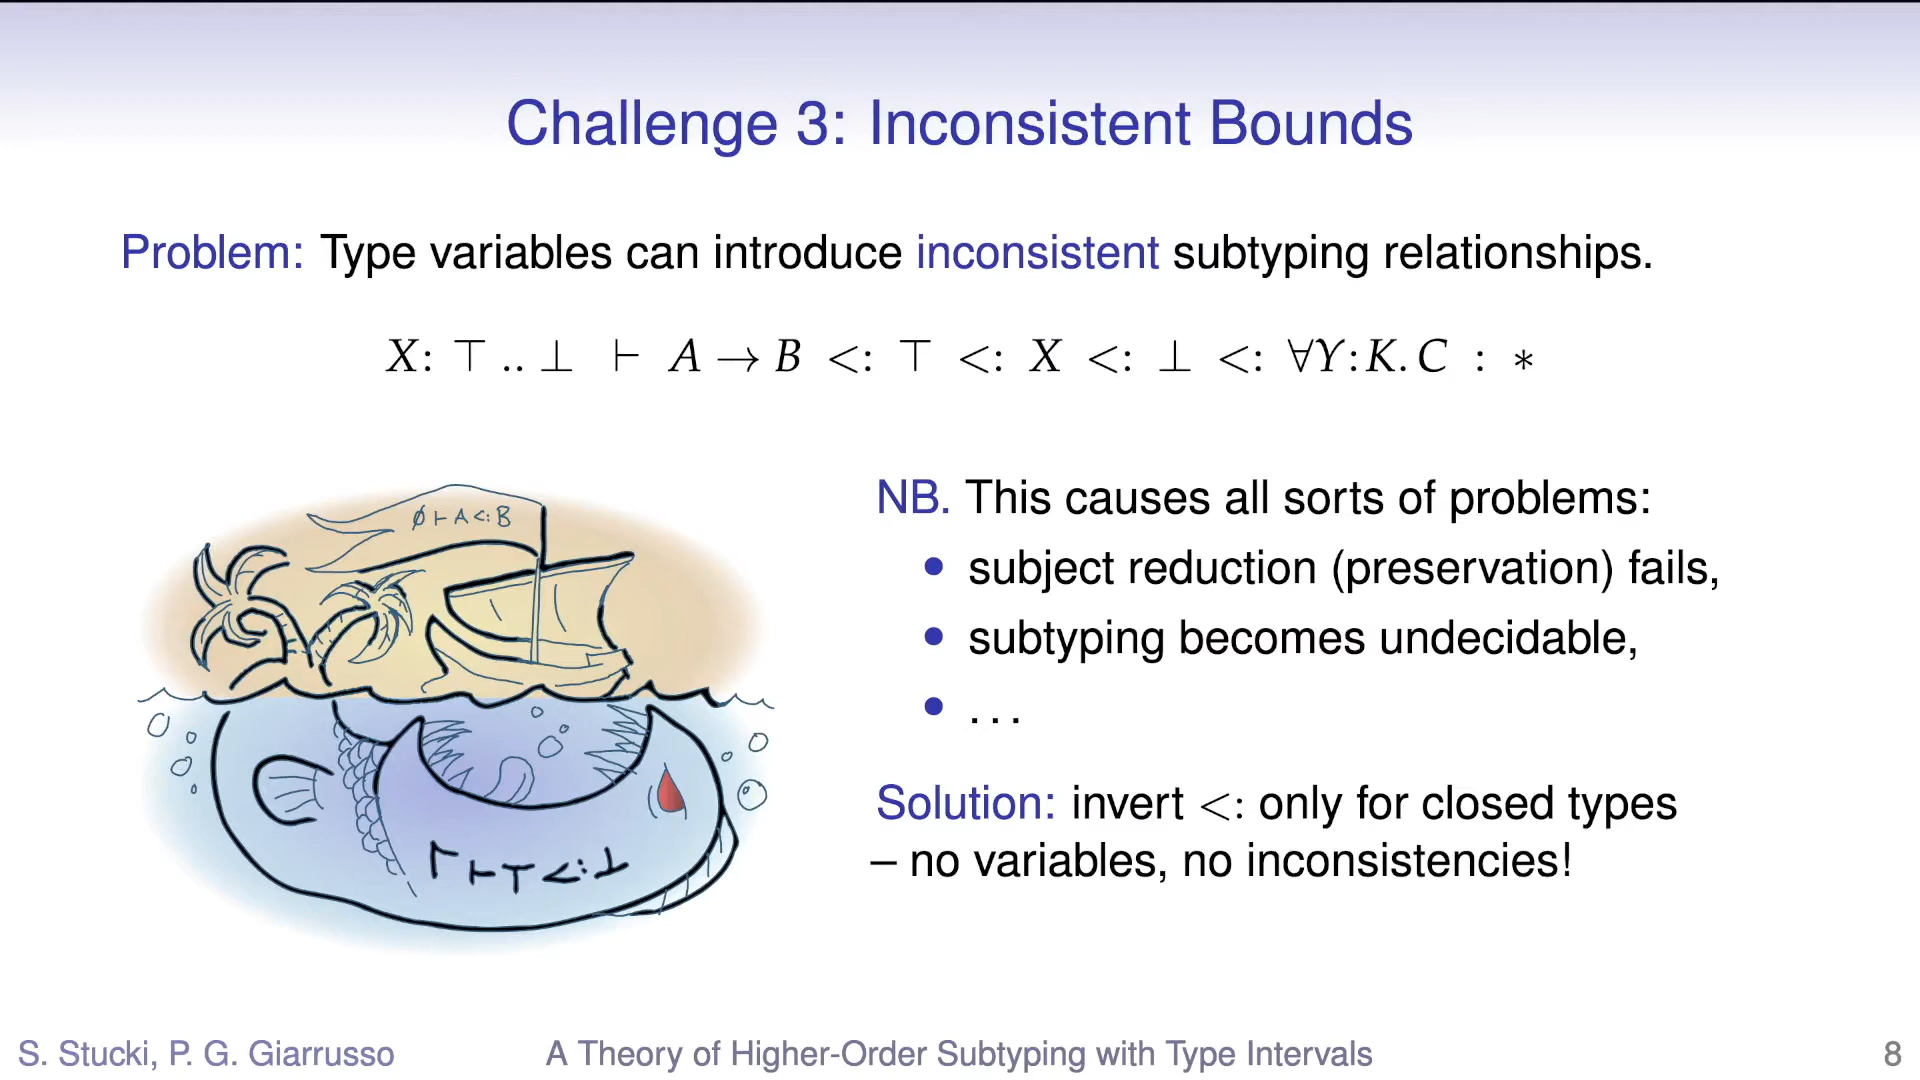 Challenge 3: Inconsistent Bounds
Problem: Type variables can introduce inconsistent subtyping relationships.
X: ⊤ .. ⊥ ⊢ A → B <: ⊤ <: X <: ⊥ <: ∀Y:K. C : *
∅ ⊢ A <: B
Γ ⊢ ⊤ <: ⊥
NB. This causes all sorts of problems:
• subject reduction (preservation) fails,
• subtyping becomes undecidable,
• . . .
Solution: invert <: only for closed types
– no variables, no inconsistencies!
S. Stucki, P. G. Giarrusso
A Theory of Higher-Order Subtyping with Type Intervals
8